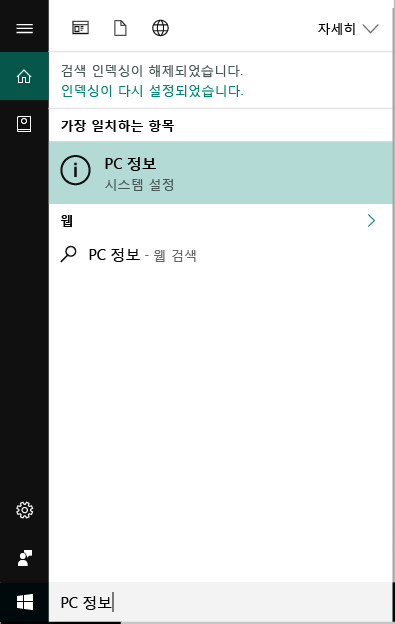 자세히
검색 인덱싱이 해제되었습니다.
인덱싱이 다시 설정되었습니다.
가장 일치하는 항목
PC 정보
시스템 설정
웹
PC 정보 - 웹 검색
PC 정보